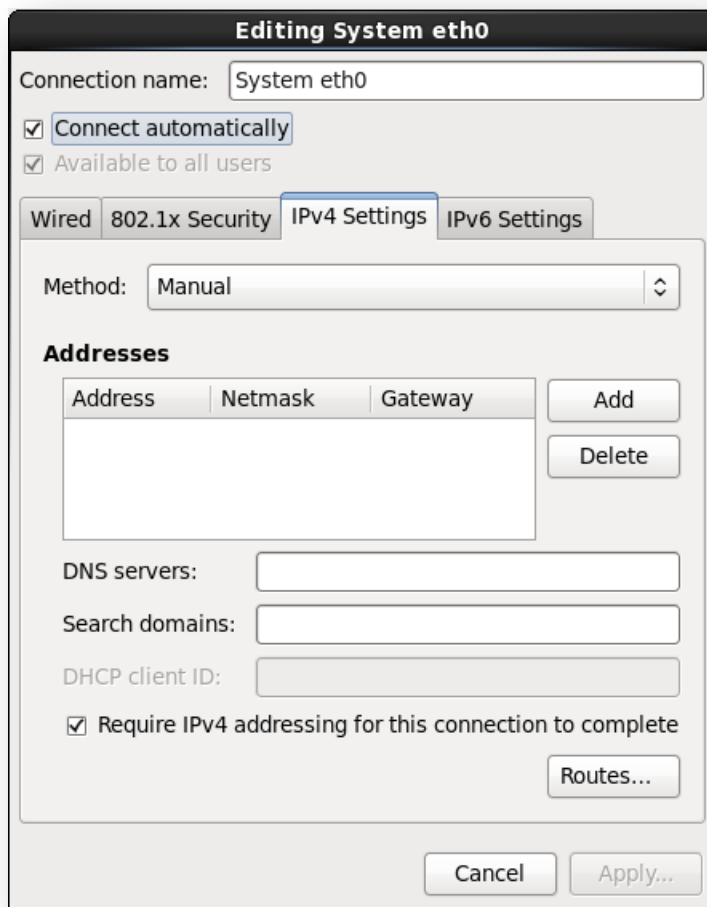 Editing System eth0
Connection name: System eth0
Connect automatically
Available to all users
Wired 802.1x Security IPv4 Settings IPv6 Settings
Method: Manual
Addresses
Address Netmask Gateway Add
Delete
DNS servers:
Search domains:
DHCP client ID:
Require IPv4 addressing for this connection to complete
Routes...
Cancel Apply...